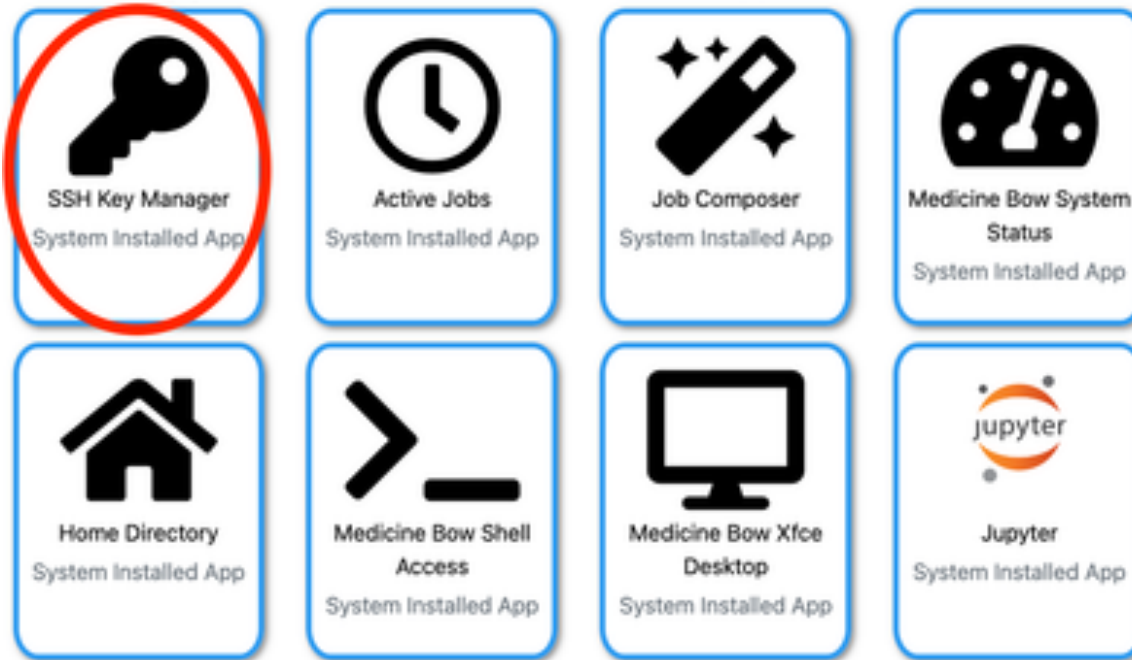 SSH Key Manager
System Installed App
Active Jobs
System Installed App
Job Composer
System Installed App
Medicine Bow System
Status
System Installed App
Home Directory
System Installed App
Medicine Bow Shell
Access
System Installed App
Medicine Bow Xfce
Desktop
System Installed App
jupyter
Jupyter
System Installed App